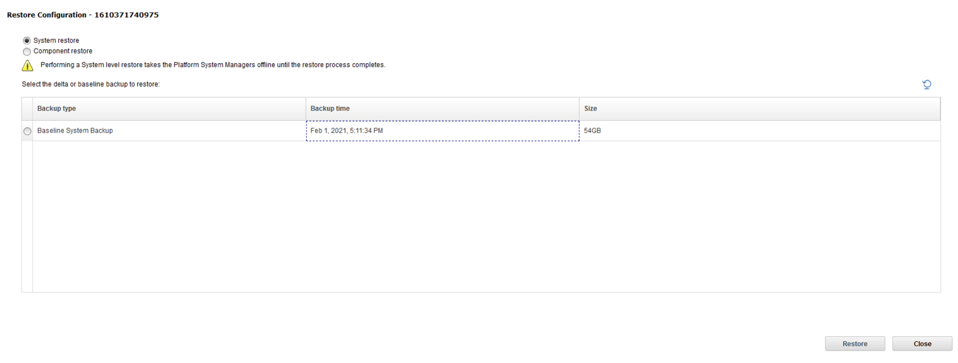 Restore Configuration - 1610371740975
System restore
Component restore
Performing a System level restore takes the Platform System Managers offline until the restore process completes.
Select the delta or baseline backup to restore:
Backup type Backup time Size
Baseline System Backup Feb 1, 2021, 5:11:34 PM 54GB
Restore Close